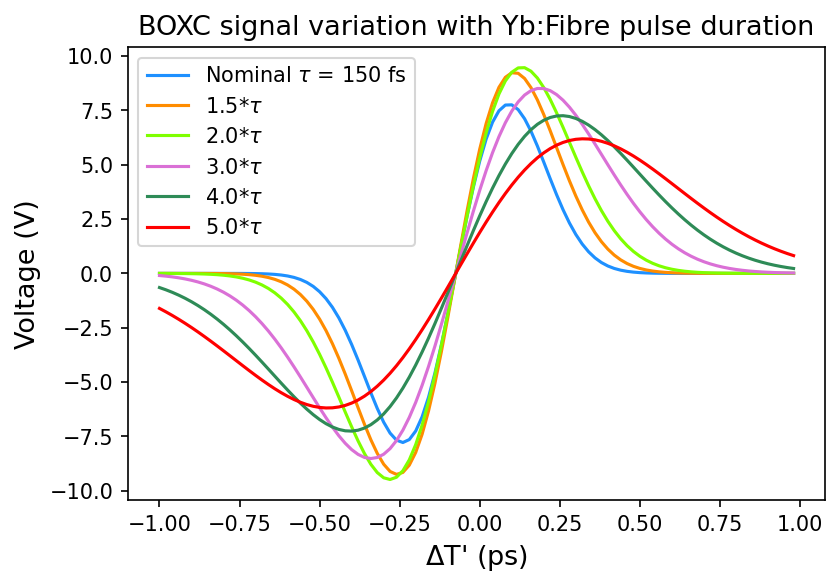 BOXC signal variation with Yb:Fibre pulse duration
Nominal τ = 150 fs
1.5*τ
2.0*τ
3.0*τ
4.0*τ
5.0*τ
Voltage (V)
10.0
7.5
5.0
2.5
0.0
−2.5
−5.0
−7.5
−10.0
−1.00 −0.75 −0.50 −0.25 0.00 0.25 0.50 0.75 1.00
ΔT' (ps)